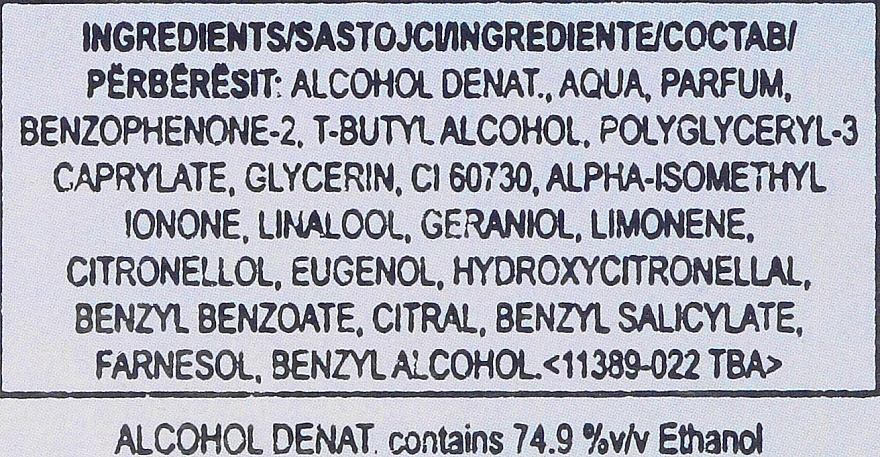 INGREDIENTS/SASTOJCI/INGREDIENTE/COCTAB/
PËRBËRËSIT: ALCOHOL DENAT., AQUA, PARFUM,
BENZOPHENONE-2, T-BUTYL ALCOHOL, POLYGLYCERYL-3
CAPRYLATE, GLYCERIN, CI 60730, ALPHA-ISOMETHYL
IONONE, LINALOOL, GERANIOL, LIMONENE,
CITRONELLOL, EUGENOL, HYDROXYCITRONELLAL,
BENZYL BENZOATE, CITRAL, BENZYL SALICYLATE,
FARNESOL, BENZYL ALCOHOL.<11389-022 TBA>
ALCOHOL DENAT. contains 74.9 %v/v Ethanol